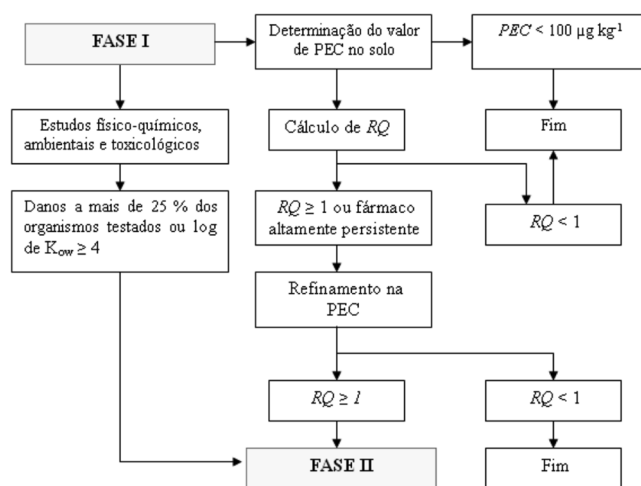 FASE I
Determinação do valor
de PEC no solo
PEC < 100 µg kg⁻¹
Estudos físico-químicos,
ambientais e toxicológicos
Cálculo de RQ
Fim
Danos a mais de 25 % dos
organismos testados ou log
de Kow ≥ 4
RQ ≥ 1 ou fármaco
altamente persistente
RQ < 1
Refinamento na
PEC
RQ ≥ 1
RQ < 1
FASE II
Fim